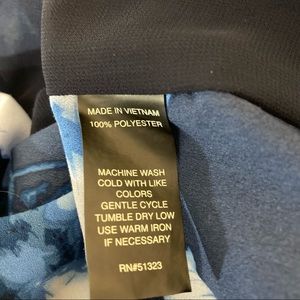 MADE IN VIETNAM
100% POLYESTER
MACHINE WASH
COLD WITH LIKE
COLORS
GENTLE CYCLE
TUMBLE DRY LOW
USE WARM IRON
IF NECESSARY
RN#51323